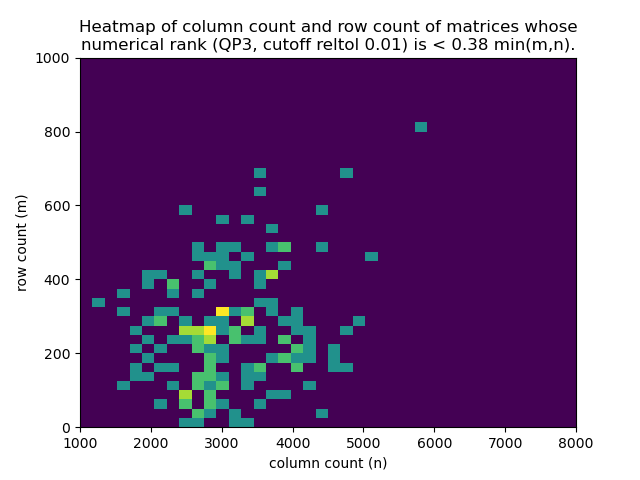 Heatmap of column count and row count of matrices whose
numerical rank (QP3, cutoff reltol 0.01) is < 0.38 min(m,n).
1000
800
600
400
200
0
row count (m)
1000 2000 3000 4000 5000 6000 7000 8000
column count (n)